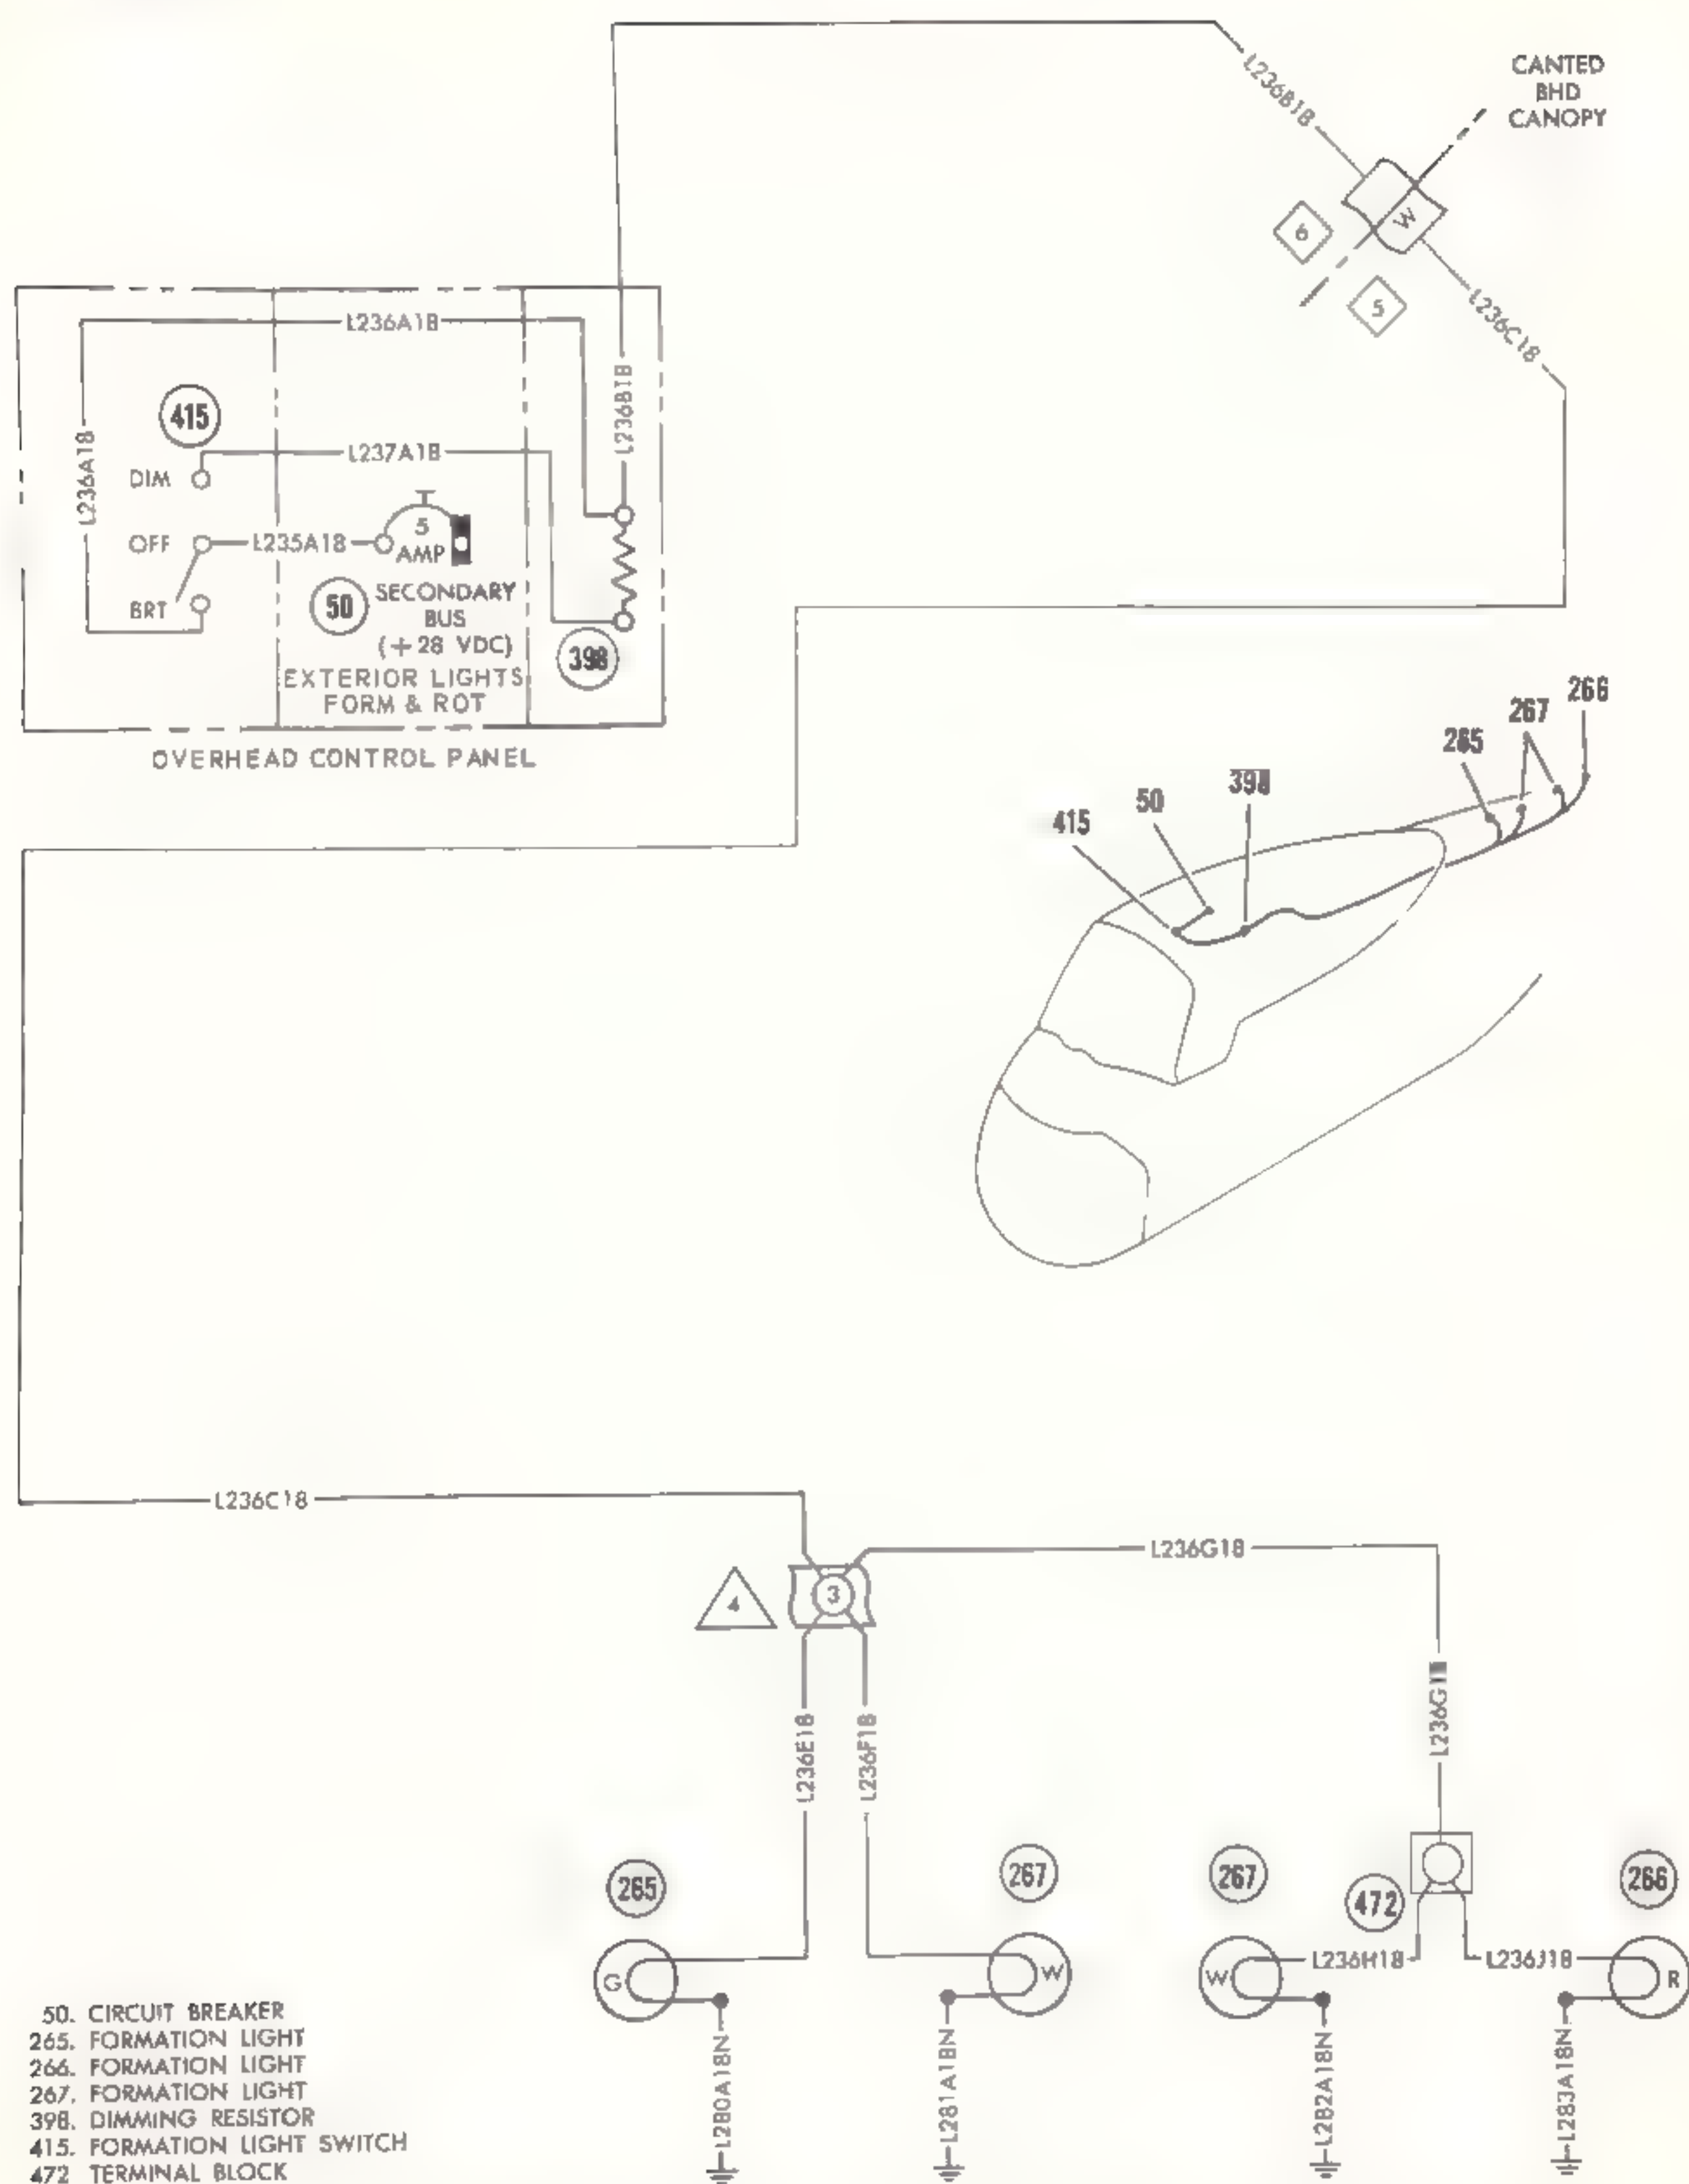 CANTED
BHD
CANOPY
L236B18
W
6
5
L236C18
L236A18
L236B18
415
L237A18
DIM
L236A18
5
AMP
OFF
L235A18
BRT
50
SECONDARY
BUS
(+28 VDC)
398
EXTERIOR LIGHTS
FORM & ROT
OVERHEAD CONTROL PANEL
266
267
265
398
50
415
L236C18
L236G18
4
3
L236G
L236E18
L236F18
265
267
267
472
266
G
W
W
L236H18
L236J18
R
L280A18N
L281A18N
L282A18N
L283A18N
50. CIRCUIT BREAKER
265. FORMATION LIGHT
266. FORMATION LIGHT
267. FORMATION LIGHT
398. DIMMING RESISTOR
415. FORMATION LIGHT SWITCH
472 TERMINAL BLOCK